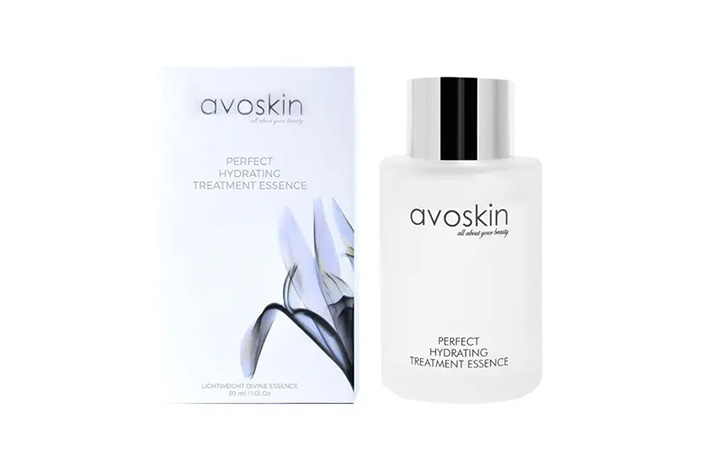 avoskin
all about your beauty
PERFECT
HYDRATING
TREATMENT ESSENCE
LIGHTWEIGHT DIVINE ESSENCE
30 ml | 1.01 Oz
avoskin
all about your beauty
PERFECT
HYDRATING
TREATMENT ESSENCE